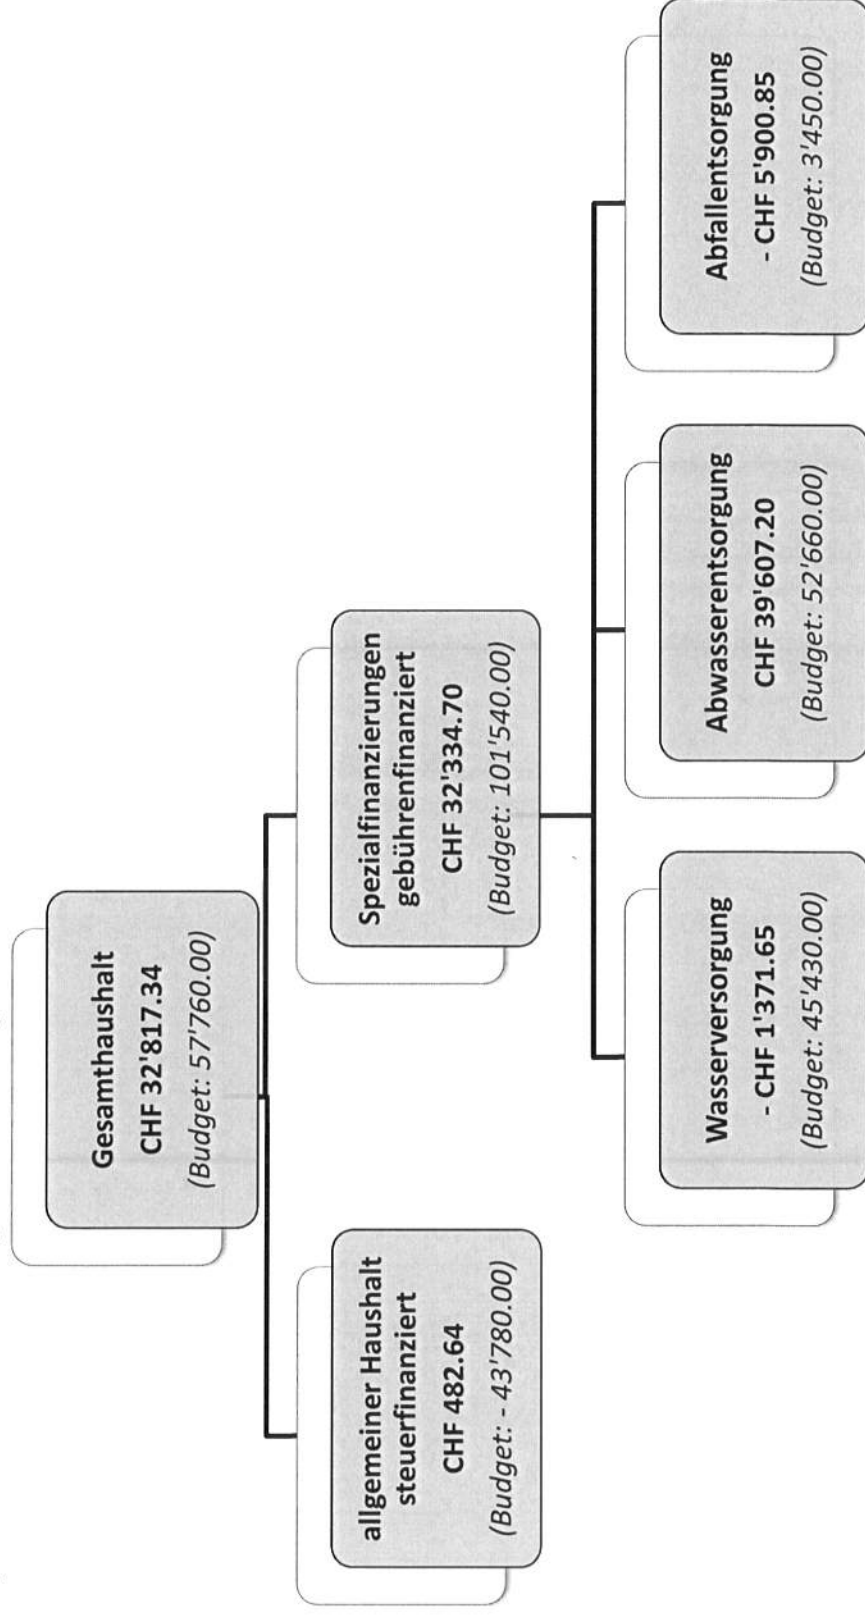 Gesamthaushalt
CHF 32'817.34
(Budget: 57'760.00)
allgemeiner Haushalt
steuerfinanziert
CHF 482.64
(Budget: - 43'780.00)
Spezialfinanzierungen
gebührenfinanziert
CHF 32'334.70
(Budget: 101'540.00)
Wasserversorgung
- CHF 1'371.65
(Budget: 45'430.00)
Abwasserentsorgung
CHF 39'607.20
(Budget: 52'660.00)
Abfallentsorgung
- CHF 5'900.85
(Budget: 3'450.00)